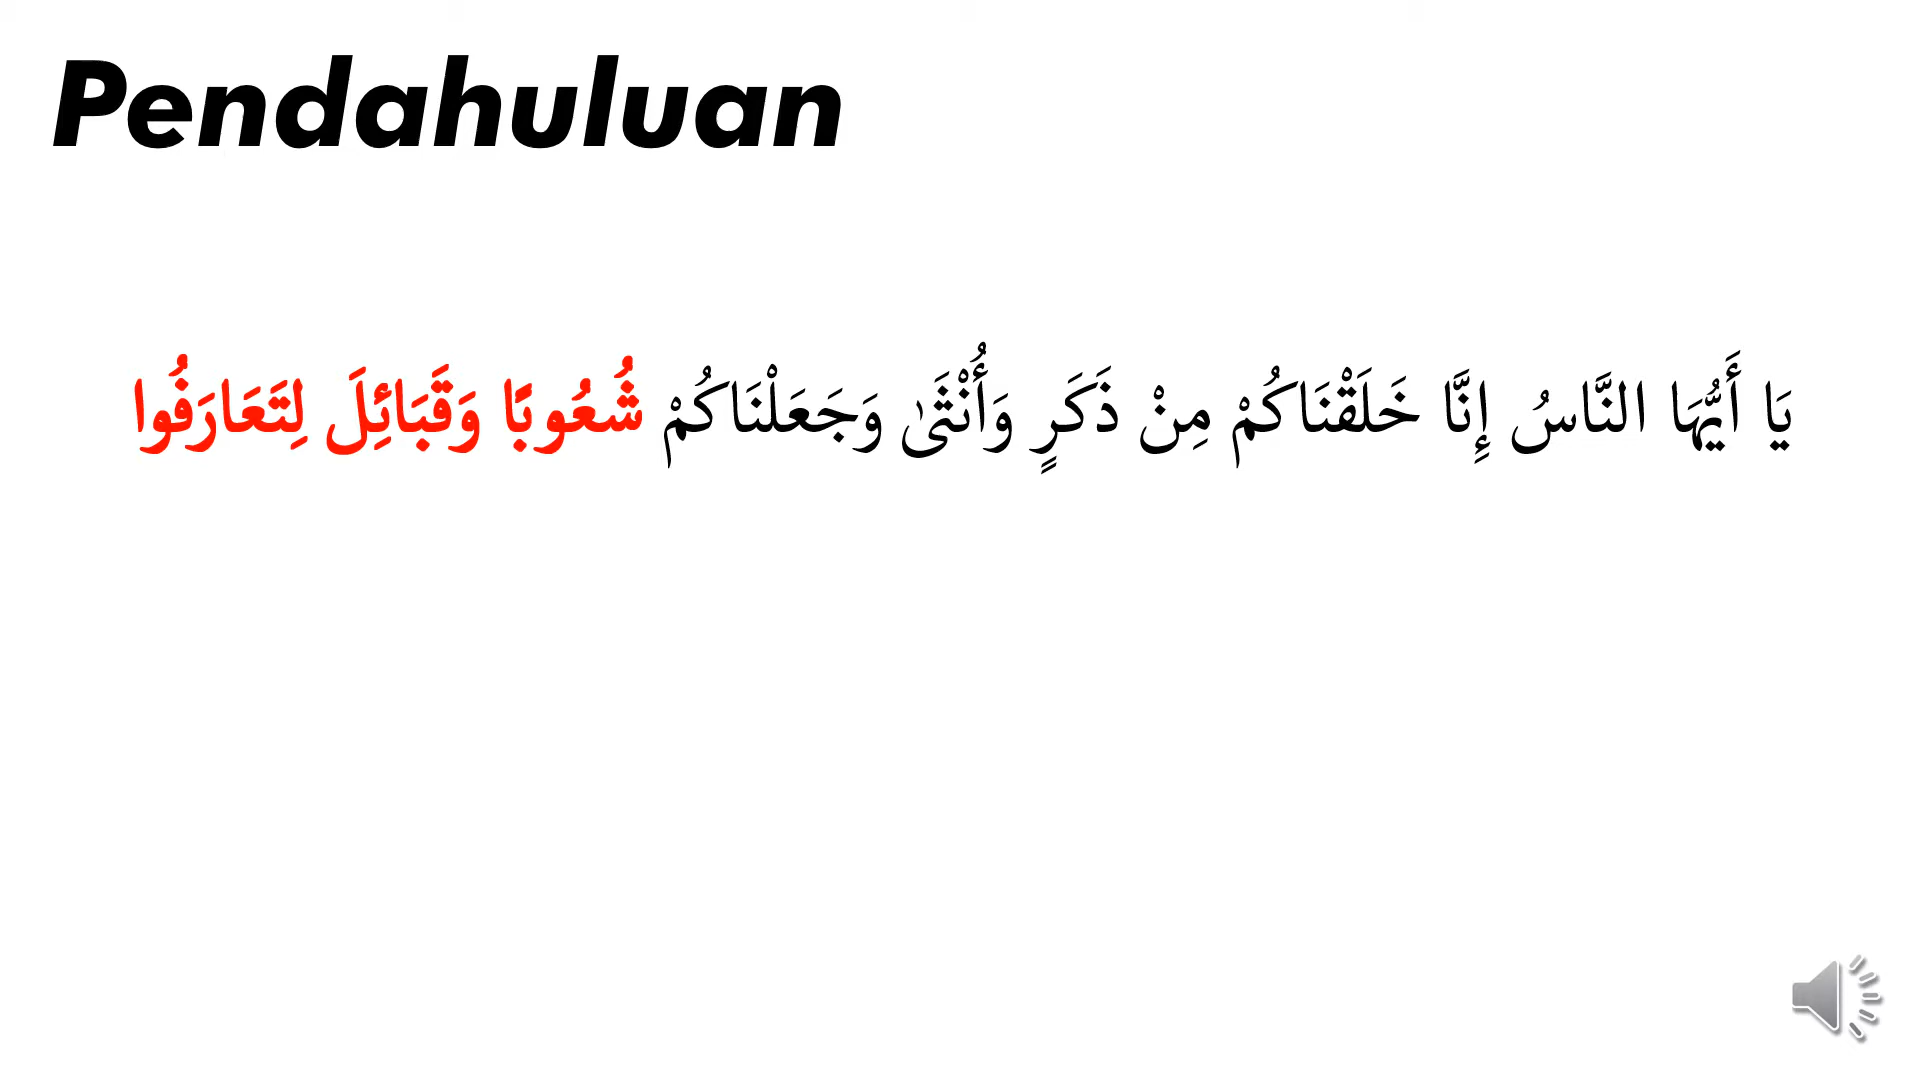 Pendahuluan
يَا أَيُّهَا النَّاسُ إِنَّا خَلَقْنَاكُمْ مِنْ ذَكَرٍ وَأُنْثَىٰ وَجَعَلْنَاكُمْ شُعُوبًا وَقَبَائِلَ لِتَعَارَفُوا